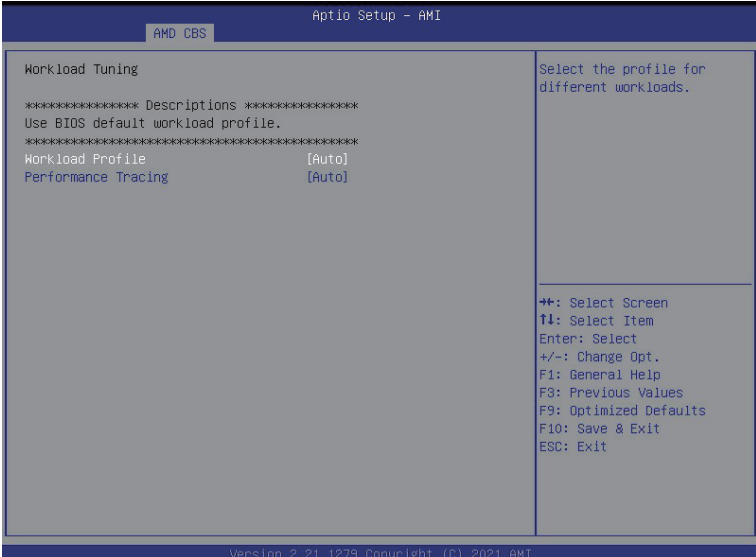 Aptio Setup – AMI
AMD CBS
Workload Tuning
**************** Descriptions ****************
Use BIOS default workload profile.
***********************************************
Workload Profile [Auto]
Performance Tracing [Auto]
Select the profile for
different workloads.
→←: Select Screen
↑↓: Select Item
Enter: Select
+/-: Change Opt.
F1: General Help
F3: Previous Values
F9: Optimized Defaults
F10: Save & Exit
ESC: Exit
Version 2.21.1279 Copyright (C) 2021 AMI